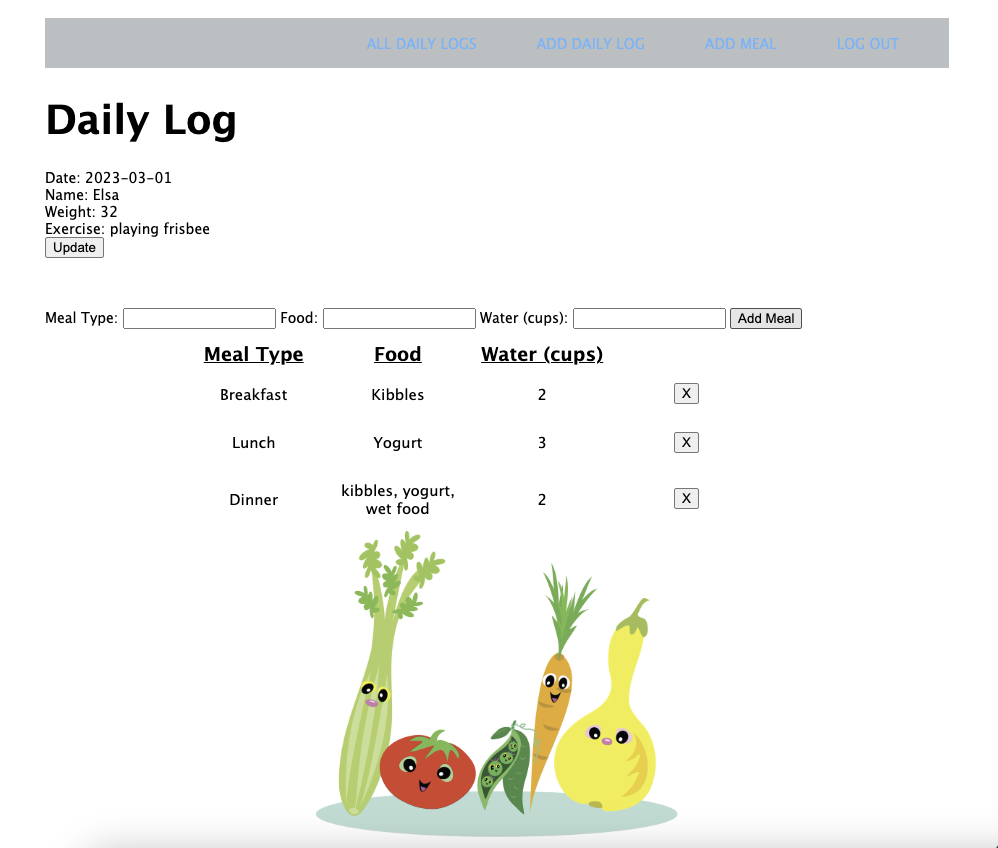 ALL DAILY LOGS ADD DAILY LOG ADD MEAL LOG OUT
Daily Log
Date: 2023-03-01
Name: Elsa
Weight: 32
Exercise: playing frisbee
Update
Meal Type: Food: Water (cups): Add Meal
Meal Type Food Water (cups)
Breakfast Kibbles 2 X
Lunch Yogurt 3 X
Dinner kibbles, yogurt, 2 X
wet food